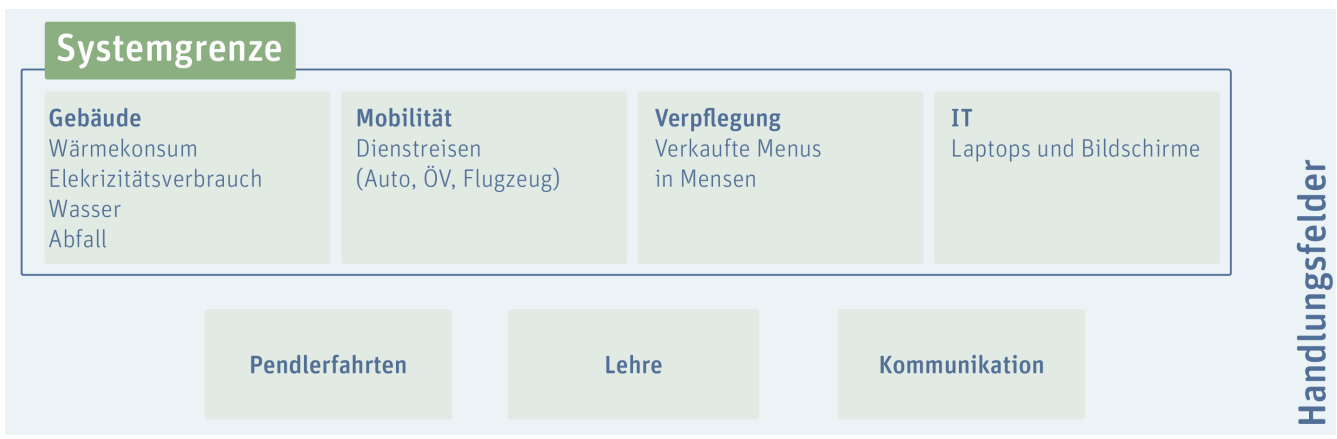 Systemgrenze
Gebäude
Wärmekonsum
Elekrizitätsverbrauch
Wasser
Abfall
Mobilität
Dienstreisen
(Auto, ÖV, Flugzeug)
Verpflegung
Verkaufte Menus
in Mensen
IT
Laptops und Bildschirme
Pendlerfahrten
Lehre
Kommunikation
Handlungsfelder